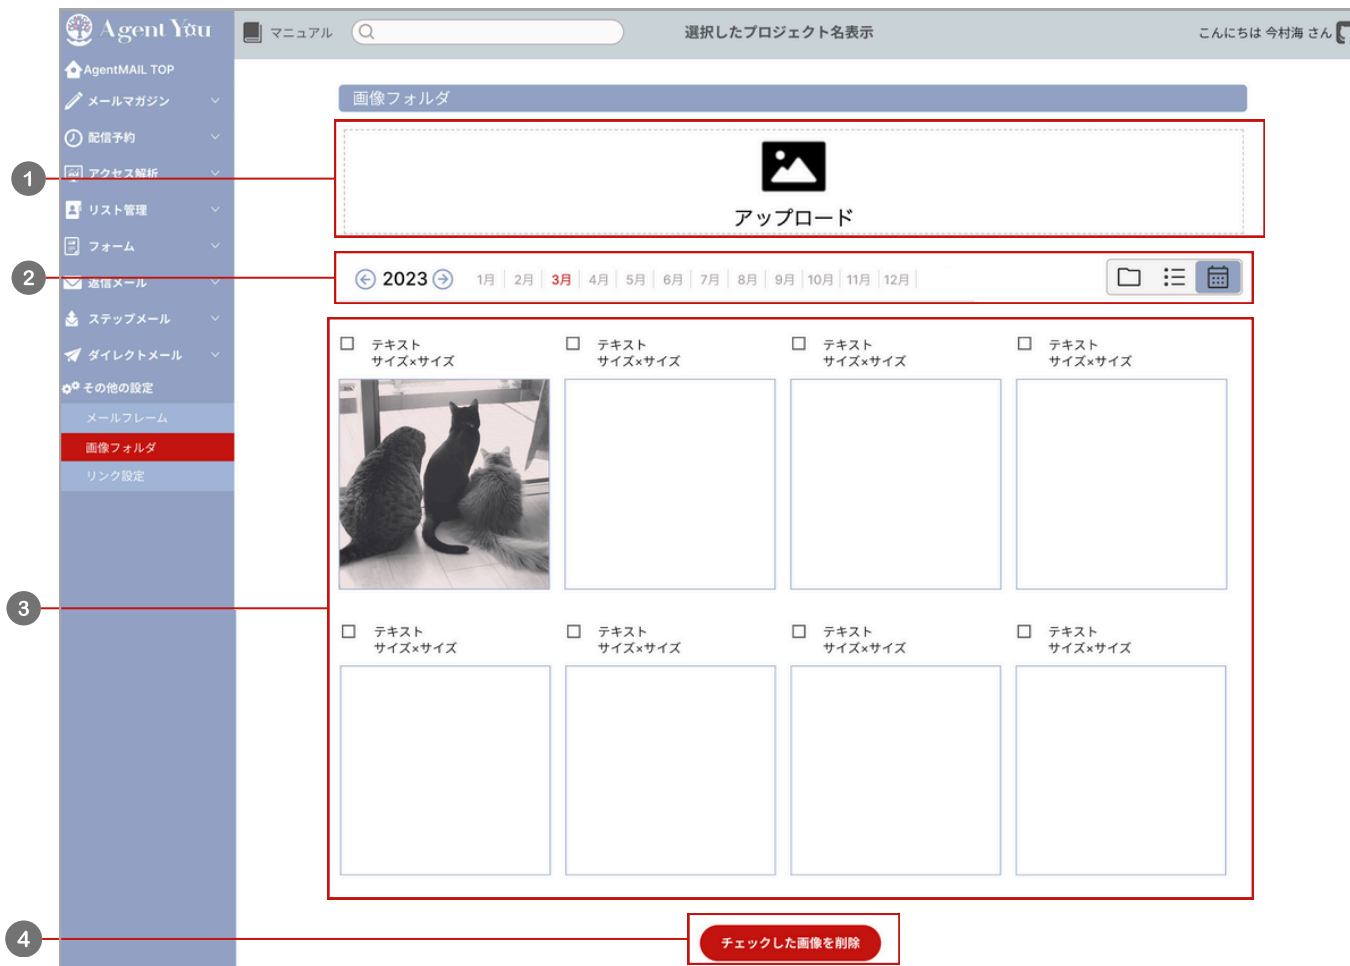 Agent You
マニュアル
選択したプロジェクト名表示
こんにちは 今村海 さん
AgentMAIL TOP
メールマガジン
配信予約
アクセス解析
リスト管理
フォーム
返信メール
ステップメール
ダイレクトメール
その他の設定
メールフレーム
画像フォルダ
リンク設定
画像フォルダ
1
アップロード
2
2023 1月 2月 3月 4月 5月 6月 7月 8月 9月 10月 11月 12月
3
テキスト テキスト テキスト テキスト
サイズ×サイズ サイズ×サイズ サイズ×サイズ サイズ×サイズ
テキスト テキスト テキスト テキスト
サイズ×サイズ サイズ×サイズ サイズ×サイズ サイズ×サイズ
4
チェックした画像を削除